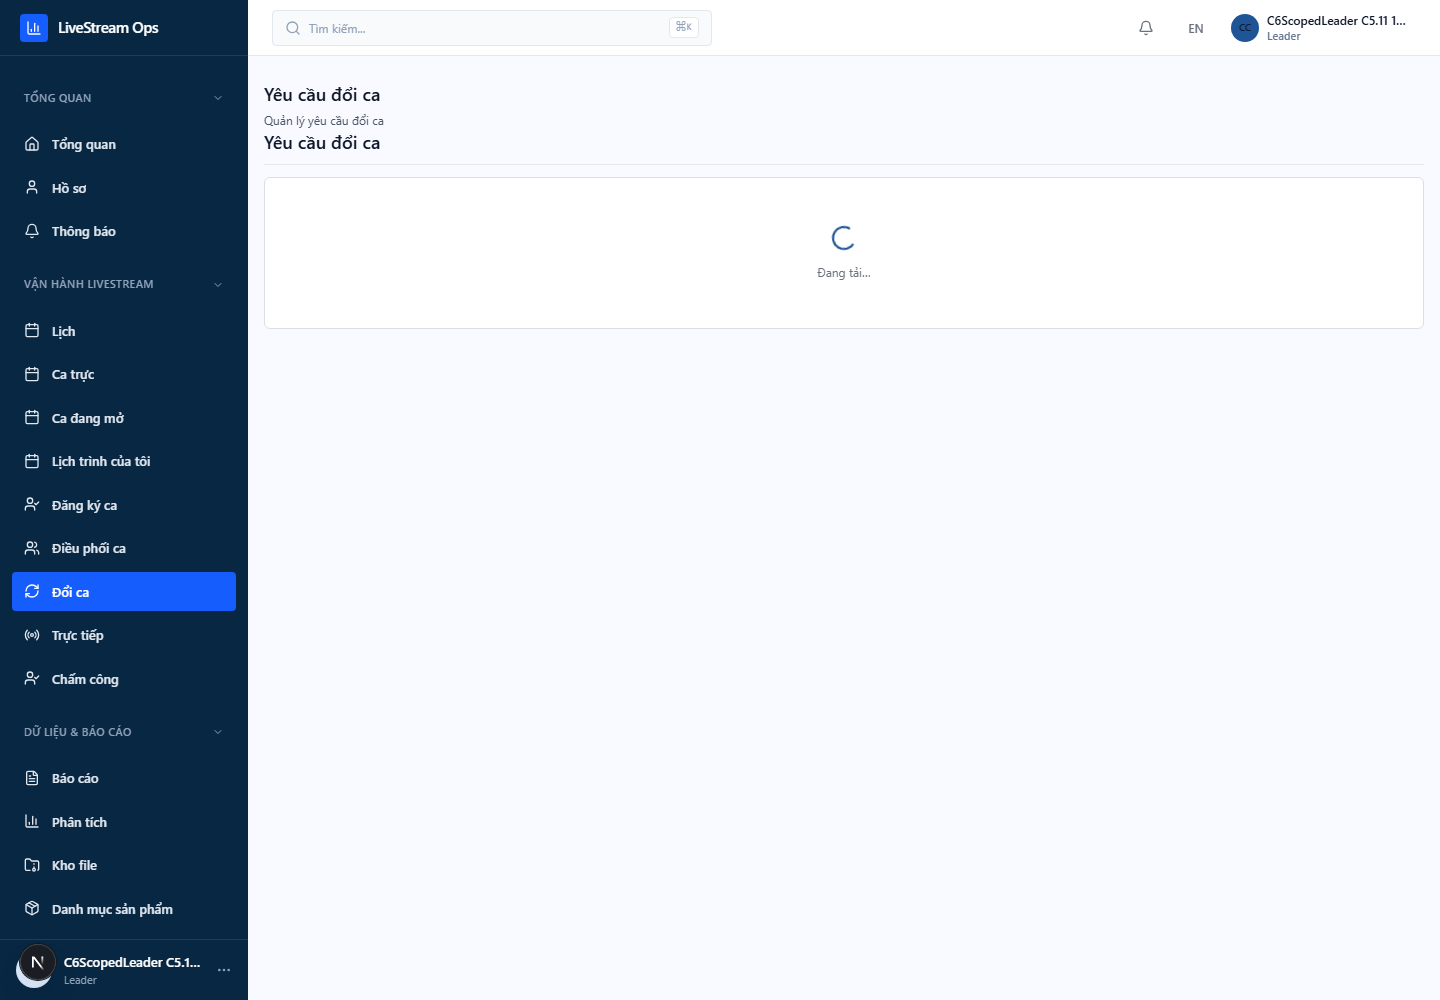 LiveStream Ops
TỔNG QUAN
Tổng quan
Hồ sơ
Thông báo
VẬN HÀNH LIVESTREAM
Lịch
Ca trực
Ca đang mở
Lịch trình của tôi
Đăng ký ca
Điều phối ca
Đổi ca
Trực tiếp
Chấm công
DỮ LIỆU & BÁO CÁO
Báo cáo
Phân tích
Kho file
Danh mục sản phẩm
N
C6ScopedLeader C5.1...
Leader
Tìm kiếm...
⌘K
EN
CC
C6ScopedLeader C5.11 1...
Leader
Yêu cầu đổi ca
Quản lý yêu cầu đổi ca
Yêu cầu đổi ca
Đang tải...